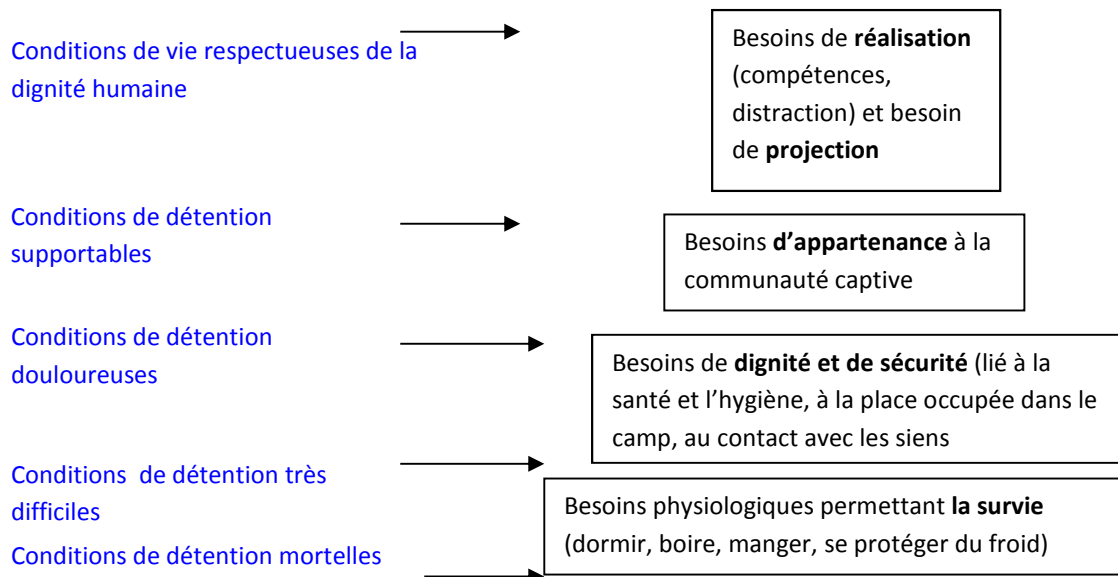 Conditions de vie respectueuses de la
dignité humaine
Besoins de réalisation
(compétences,
distraction) et besoin
de projection
Conditions de détention
supportables
Besoins d’appartenance à la
communauté captive
Conditions de détention
douloureuses
Besoins de dignité et de sécurité (lié à la
santé et l’hygiène, à la place occupée dans le
camp, au contact avec les siens
Conditions  de détention très
difficiles
Besoins physiologiques permettant la survie
(dormir, boire, manger, se protéger du froid)
Conditions de détention mortelles